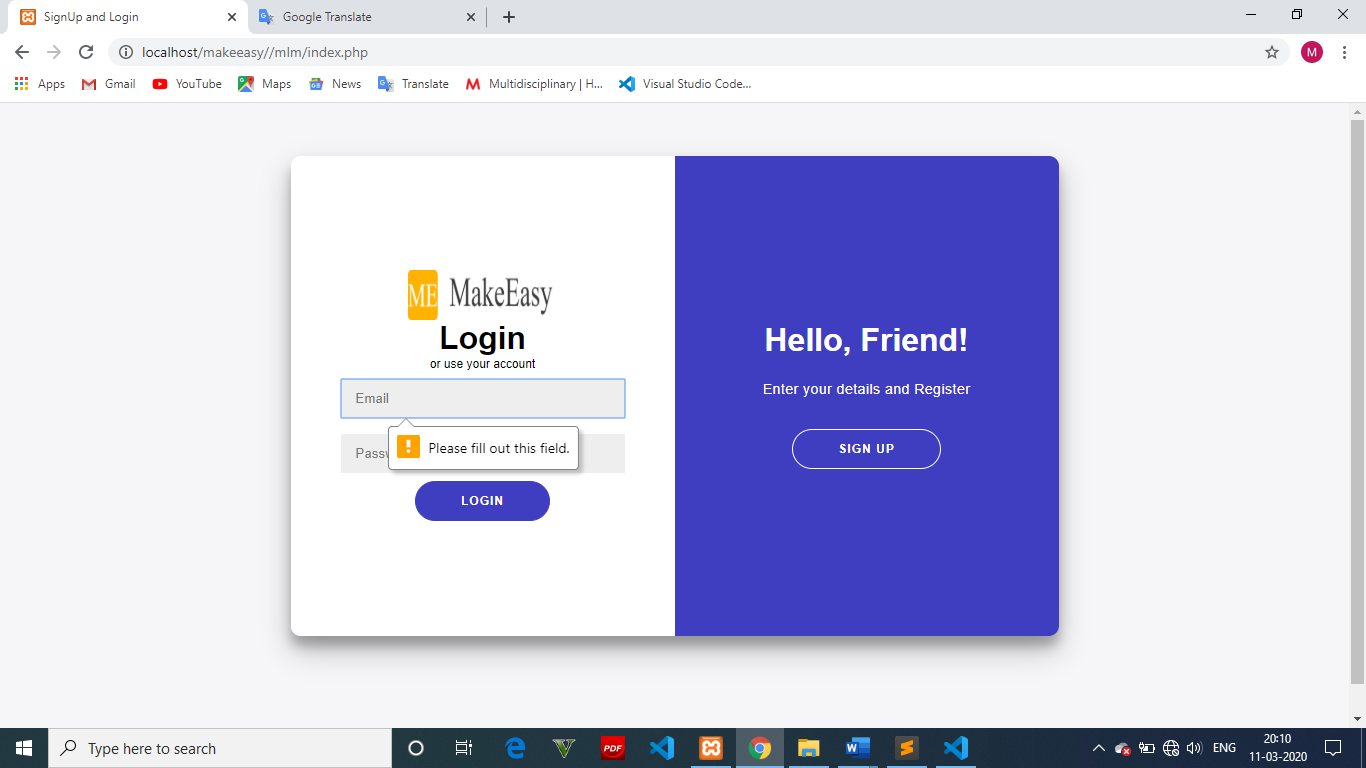 SignUp and Login
Google Translate
localhost/makeeasy//mlm/index.php
M
Apps
Gmail
YouTube
Maps
News
Translate
Multidisciplinary | H...
Visual Studio Code...
ME MakeEasy
Login
or use your account
Email
Please fill out this field.
LOGIN
Hello, Friend!
Enter your details and Register
SIGN UP
Type here to search
PDF
ENG
20:10
11-03-2020